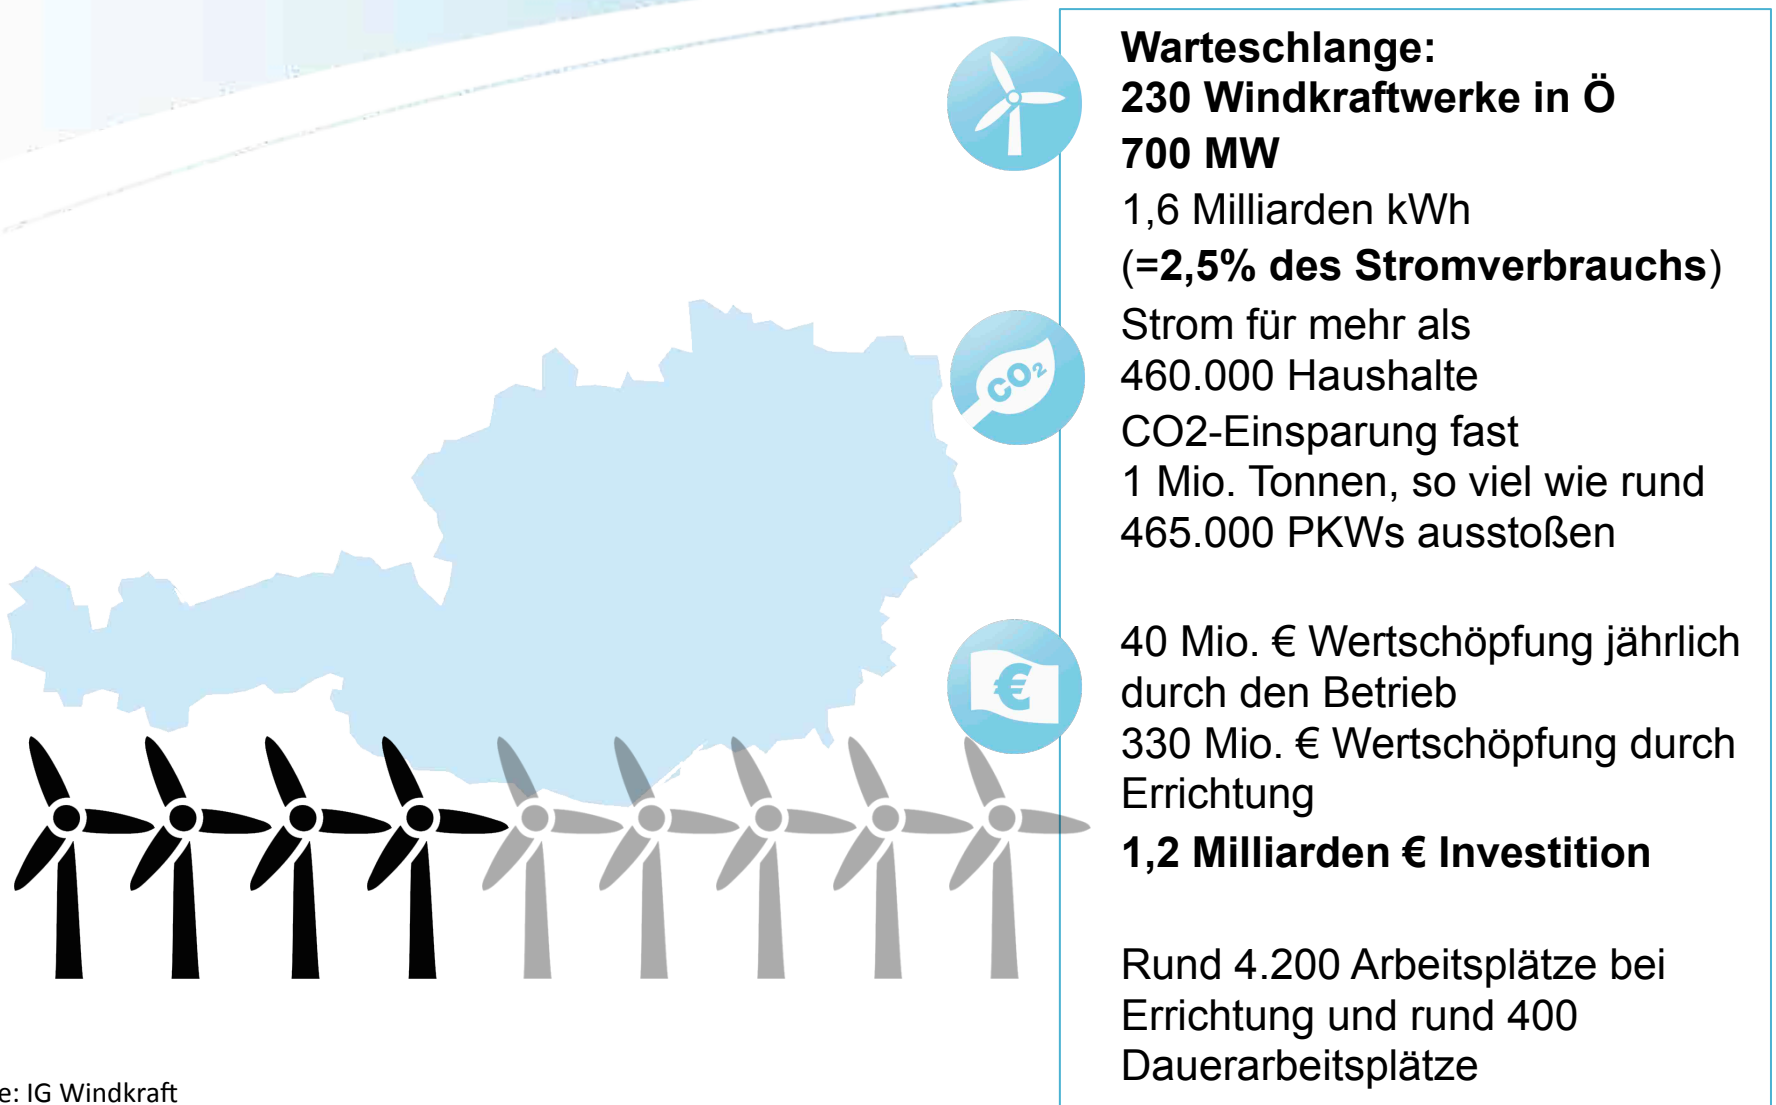 Warteschlange:
230 Windkraftwerke in Ö
700 MW
1,6 Milliarden kWh
(=2,5% des Stromverbrauchs)
Strom für mehr als
460.000 Haushalte
CO2-Einsparung fast
1 Mio. Tonnen, so viel wie rund
465.000 PKWs ausstoßen
CO₂
40 Mio. € Wertschöpfung jährlich
durch den Betrieb
330 Mio. € Wertschöpfung durch
Errichtung
€
1,2 Milliarden € Investition
Rund 4.200 Arbeitsplätze bei
Errichtung und rund 400
Dauerarbeitsplätze
e: IG Windkraft